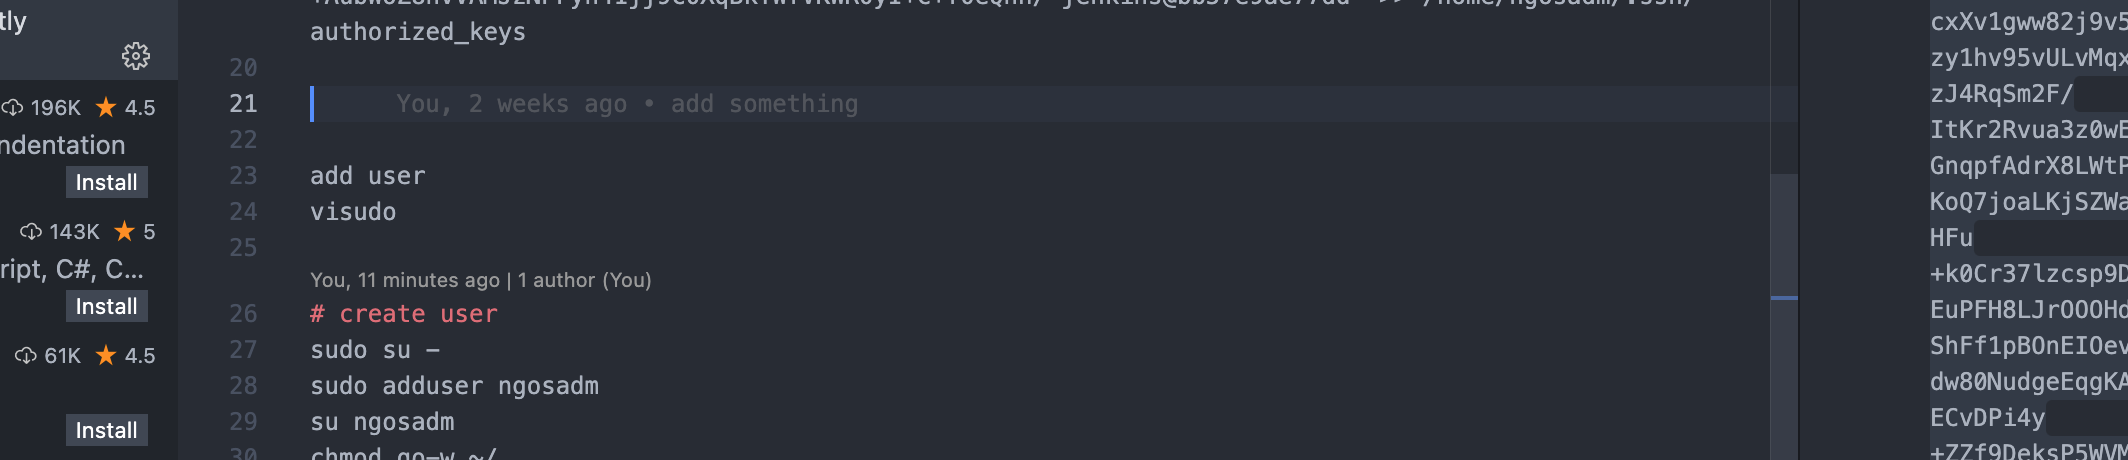 tly
196K ★ 4.5
ndentation
Install
143K ★ 5
ript, C#, C...
Install
61K ★ 4.5
Install
authorized_keys
20
21 You, 2 weeks ago • add something
22
23 add user
24 visudo
25
You, 11 minutes ago | 1 author (You)
26 # create user
27 sudo su -
28 sudo adduser ngosadm
29 su ngosadm
30 chmod go-w ~/
cxXv1gww82j9v5
zy1hv95vULvMqx
zJ4RqSm2F/
ItKr2Rvua3z0wE
GnqpfAdrX8LWtP
KoQ7joaLKjSZWa
HFu
+k0Cr37lzcsp9D
EuPFH8LJrOOOHd
ShFf1pBOnEIOev
dw80NudgeEqgKA
ECvDPi4y
+ZZf9DeksP5WVM